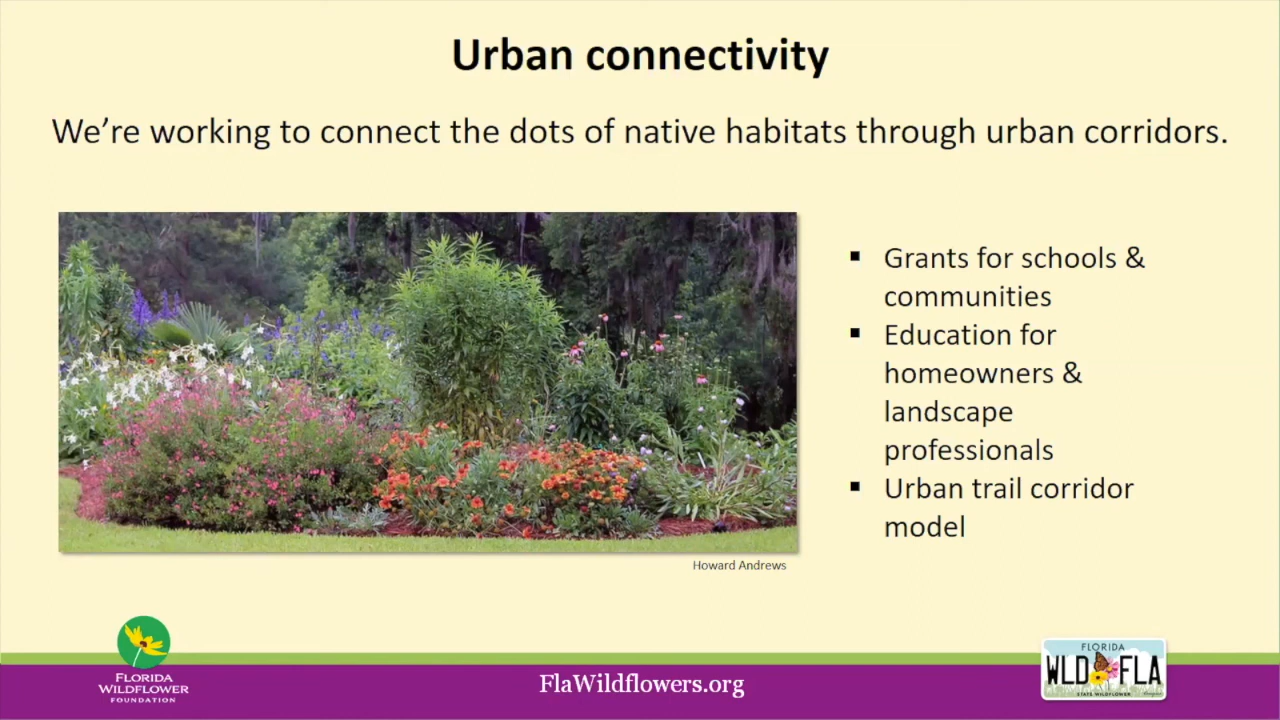 Urban connectivity
We're working to connect the dots of native habitats through urban corridors.
▪ Grants for schools &
communities
▪ Education for
homeowners &
landscape
professionals
▪ Urban trail corridor
model
Howard Andrews
FLORIDA
WILDFLOWER
FOUNDATION
FlaWildflowers.org
FLORIDA
WLD FLA
STATE WILDFLOWER